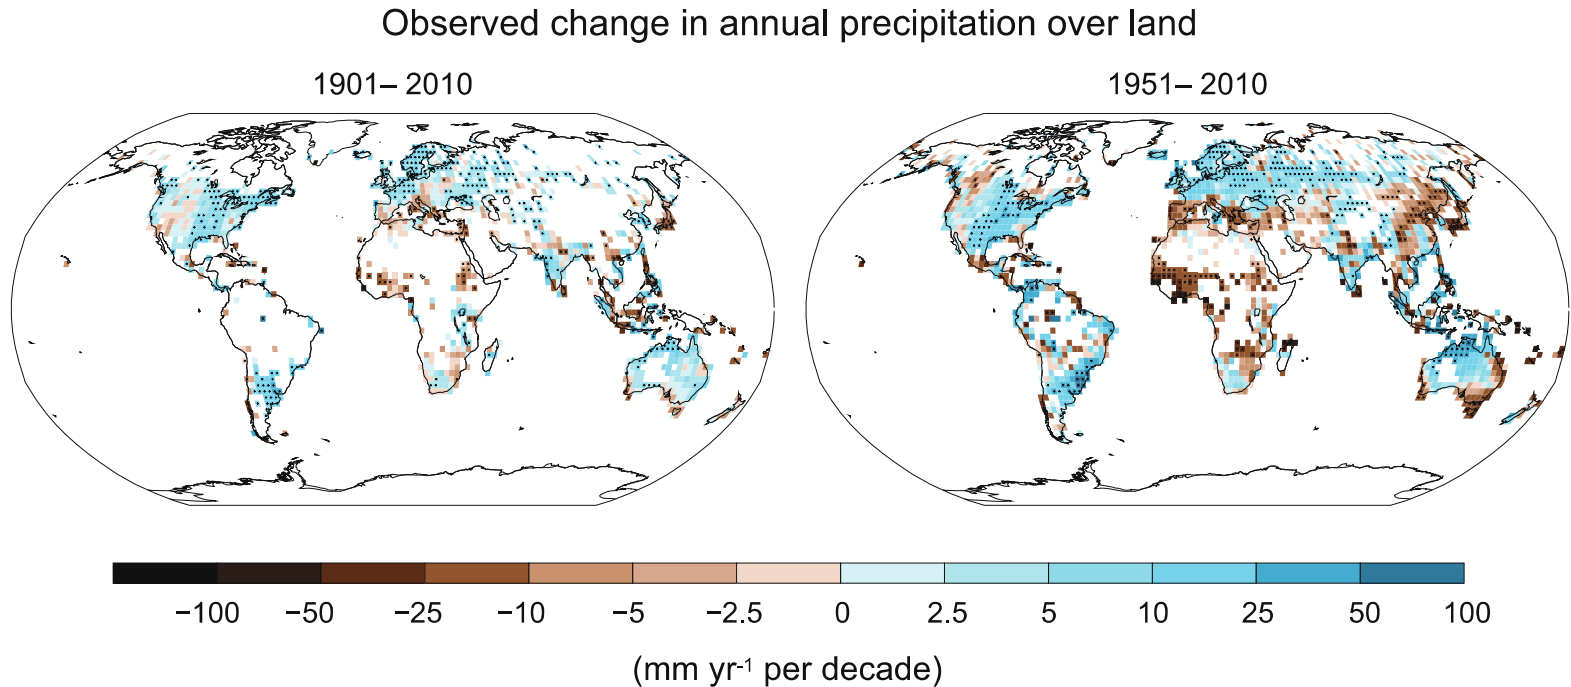 Observed change in annual precipitation over land
1901– 2010
1951– 2010
−100 −50 −25 −10 −5 −2.5 0 2.5 5 10 25 50 100
(mm yr-1 per decade)